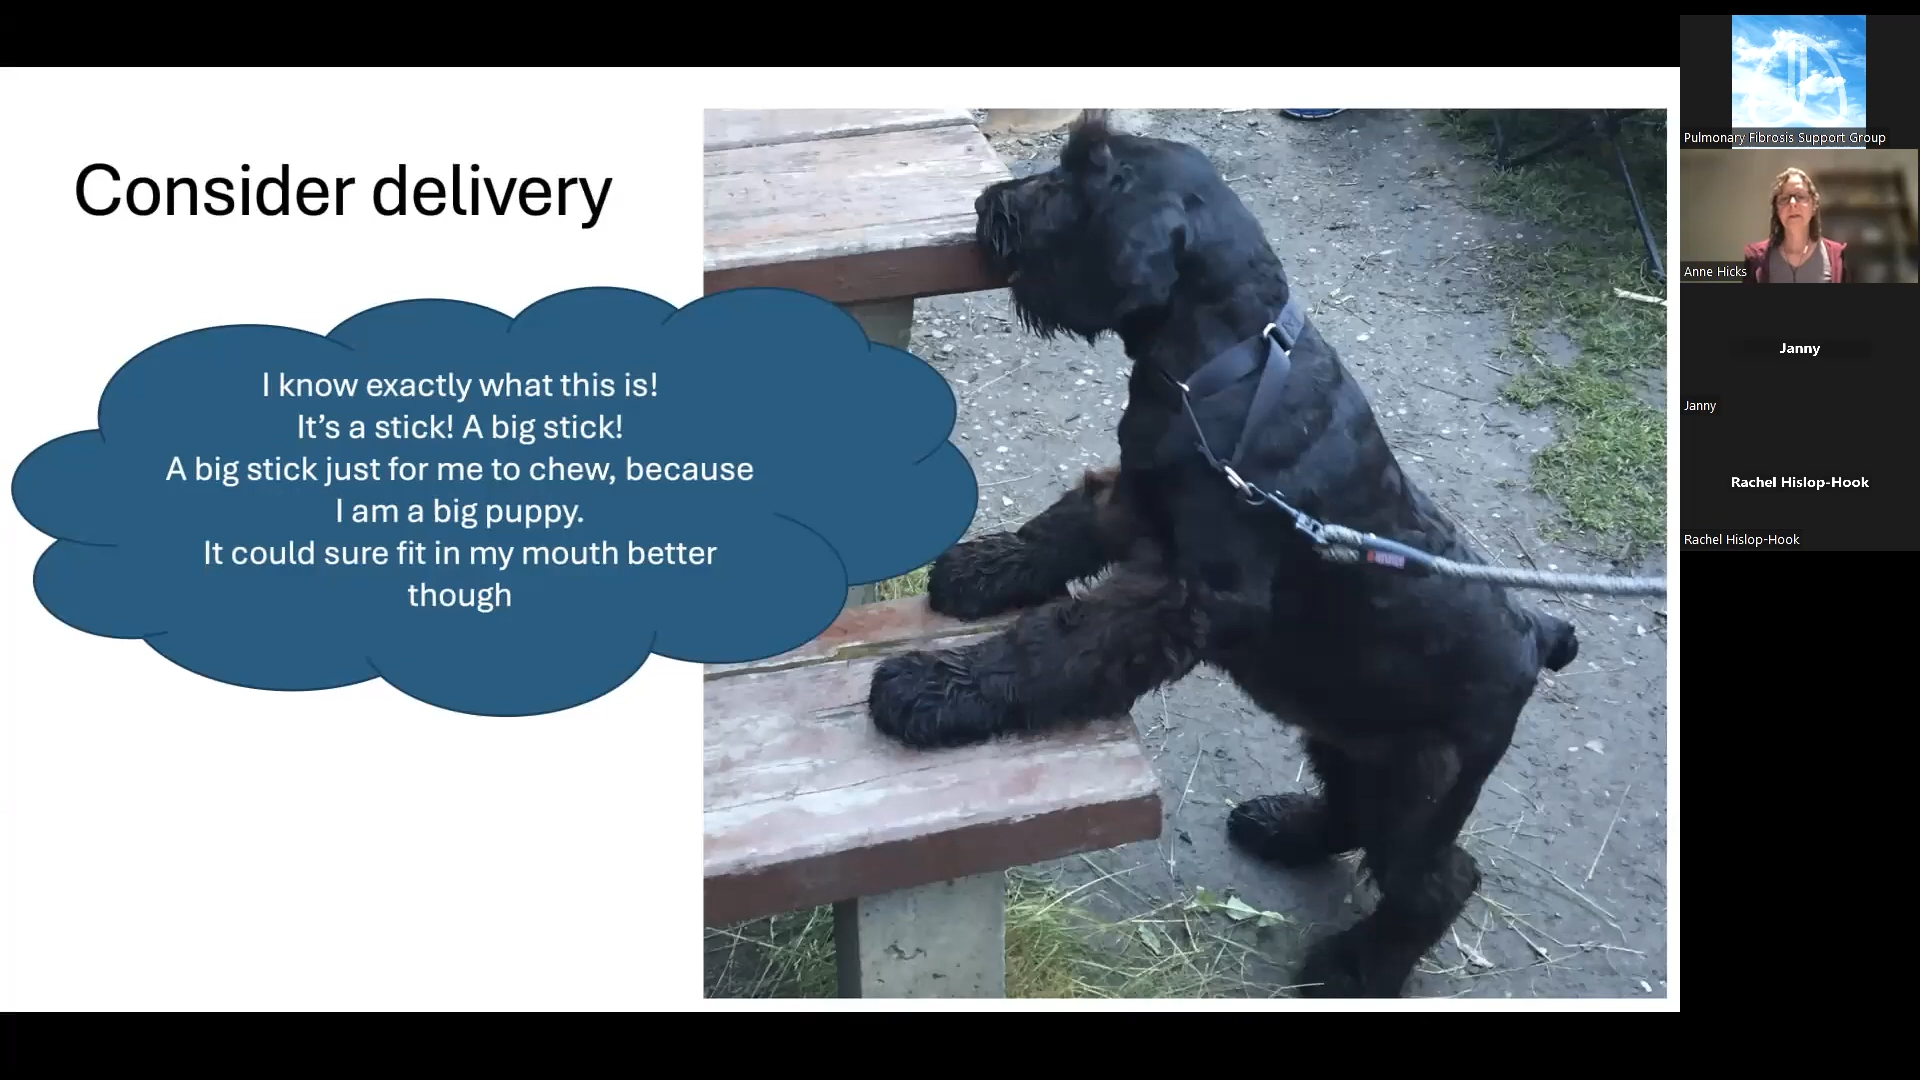 Consider delivery
I know exactly what this is!
It’s a stick! A big stick!
A big stick just for me to chew, because
I am a big puppy.
It could sure fit in my mouth better
though
Pulmonary Fibrosis Support Group
Anne Hicks
Janny
Janny
Rachel Hislop-Hook
Rachel Hislop-Hook